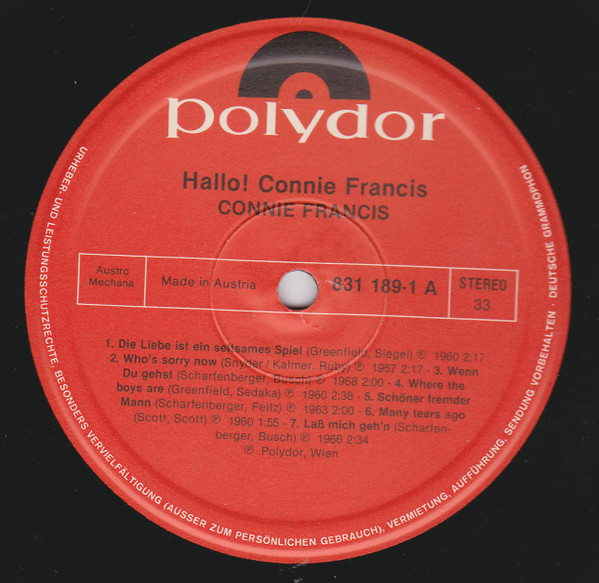 polydor
Hallo! Connie Francis
CONNIE FRANCIS
Austro
Mechana
Made in Austria
831 189-1 A
STEREO
33
1. Die Liebe ist ein seltsames Spiel (Greenfield, Siegel) ℗ 1960 2:17
2. Who's sorry now (Snyder / Kalmer, Ruby) ℗ 1957 2:17 · 3. Wenn
Du gehst (Scharfenberger, Busch) ℗ 1968 2:00 · 4. Where the
boys are (Greenfield, Sedaka) ℗ 1960 2:38 · 5. Schöner fremder
Mann (Scharfenberger, Feltz) ℗ 1963 2:00 · 6. Many tears ago
(Scott, Scott) ℗ 1960 1:55 · 7. Laß mich geh'n (Scharfen-
berger, Busch) ℗ 1966 2:34
℗ Polydor, Wien
URHEBER- UND LEISTUNGSSCHUTZRECHTE, BESONDERS VERVIELFÄLTIGUNG (AUSSER ZUM PERSÖNLICHEN GEBRAUCH), VERMIETUNG, AUFFÜHRUNG, SENDUNG VORBEHALTEN · DEUTSCHE GRAMMOPHON